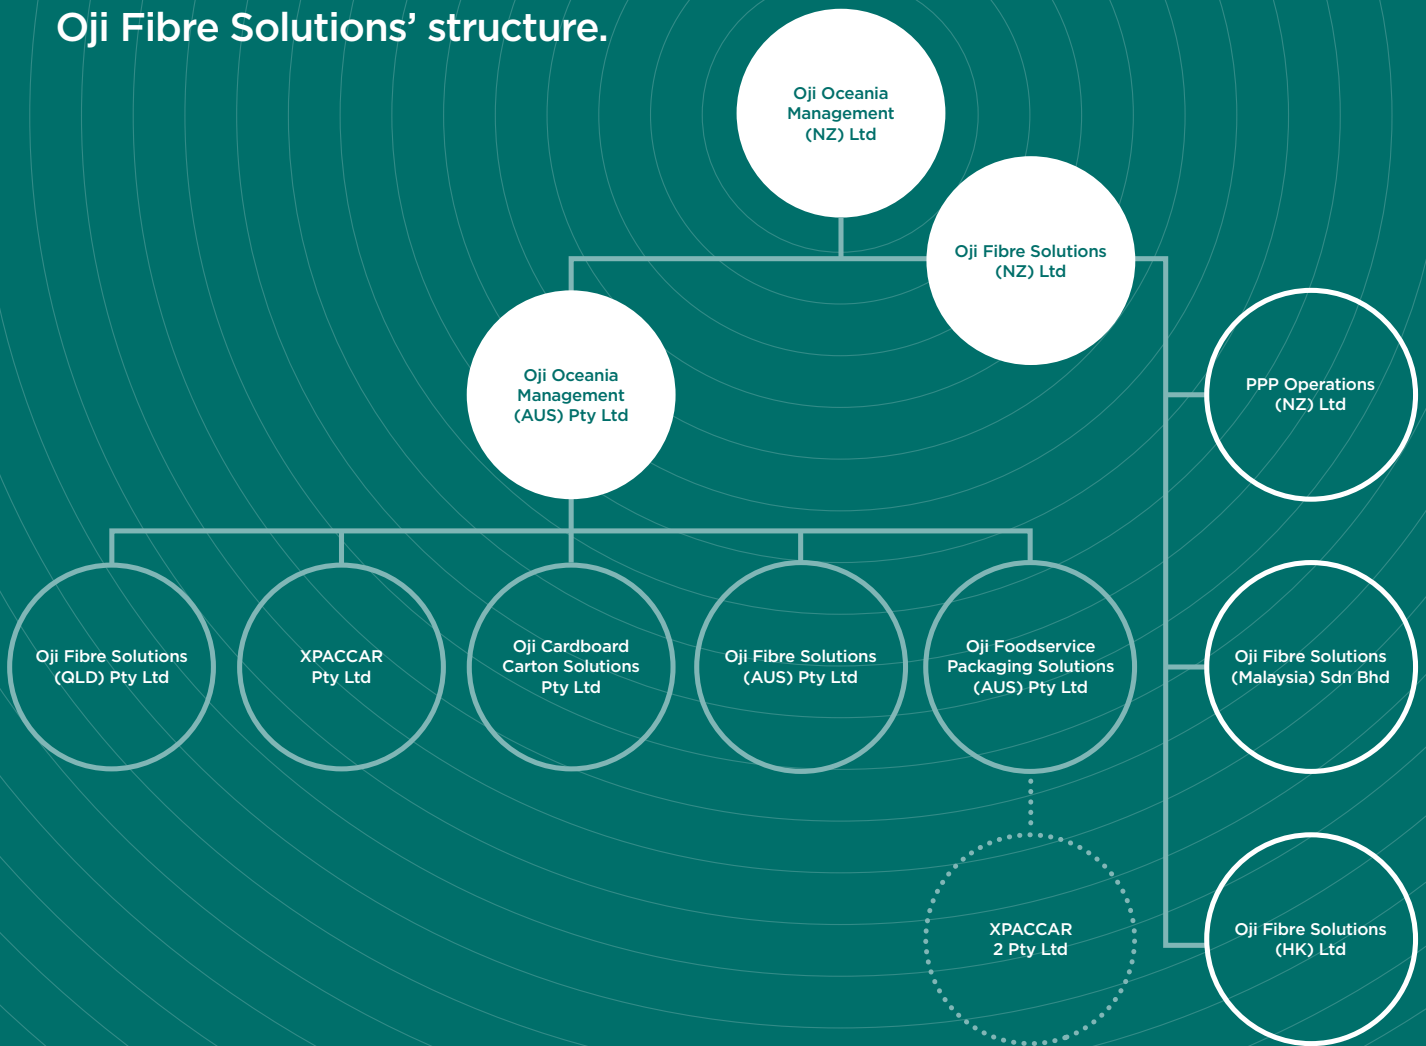 Oji Fibre Solutions’ structure.
Oji Oceania
Management
(NZ) Ltd
Oji Fibre Solutions
(NZ) Ltd
Oji Oceania
Management
(AUS) Pty Ltd
PPP Operations
(NZ) Ltd
Oji Fibre Solutions
(QLD) Pty Ltd
XPACCAR
Pty Ltd
Oji Cardboard
Carton Solutions
Pty Ltd
Oji Fibre Solutions
(AUS) Pty Ltd
Oji Foodservice
Packaging Solutions
(AUS) Pty Ltd
Oji Fibre Solutions
(Malaysia) Sdn Bhd
XPACCAR
2 Pty Ltd
Oji Fibre Solutions
(HK) Ltd